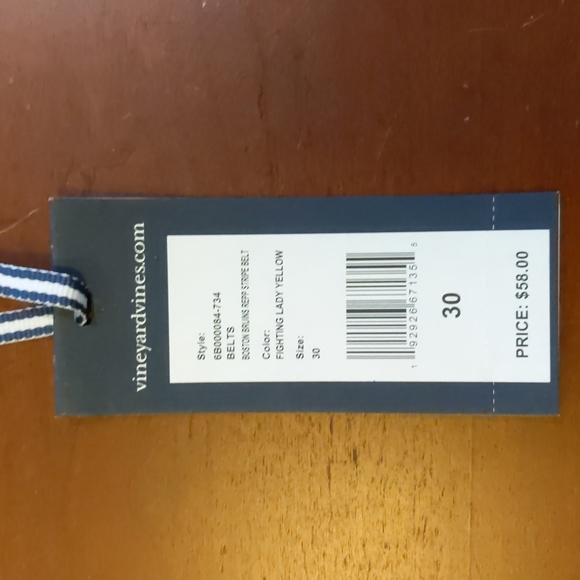 vineyardvines.com
Style:
6B000084-734
BELTS
BOSTON BRUINS REPP STRIPE BELT
Color:
FIGHTING LADY YELLOW
Size:
30
1 92926 67135 5
30
PRICE: $58.00